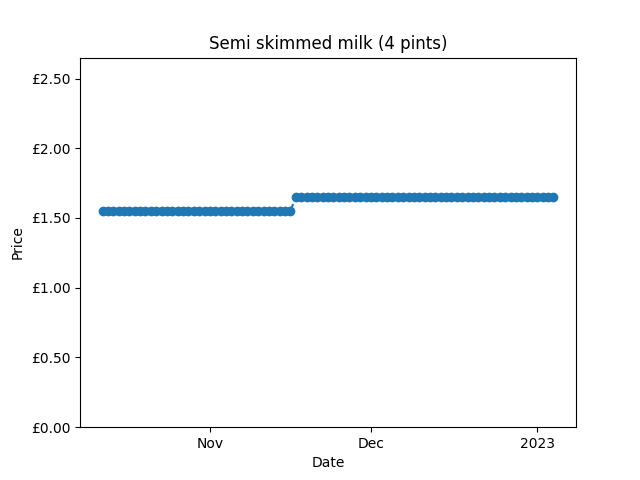 Semi skimmed milk (4 pints)
£2.50
£2.00
£1.50
£1.00
£0.50
£0.00
Price
Nov Dec 2023
Date